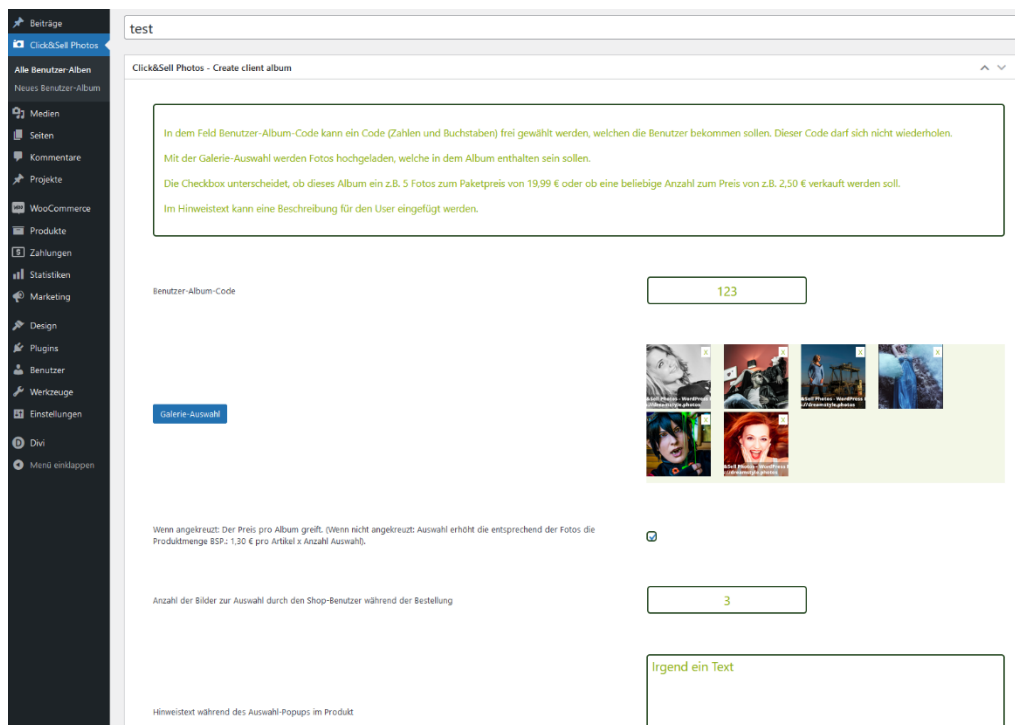 Beiträge
test
Click&Sell Photos
Alle Benutzer-Alben
Click&Sell Photos - Create client album
Neues Benutzer-Album
Medien
Seiten
Kommentare
Projekte
WooCommerce
Produkte
Zahlungen
Statistiken
Marketing
Design
Plugins
Benutzer
Werkzeuge
Einstellungen
Divi
Menü einklappen
In dem Feld Benutzer-Album-Code kann ein Code (Zahlen und Buchstaben) frei gewählt werden, welchen die Benutzer bekommen sollen. Dieser Code darf sich nicht wiederholen.
Mit der Galerie-Auswahl werden Fotos hochgeladen, welche in dem Album enthalten sein sollen.
Die Checkbox unterscheidet, ob dieses Album ein z.B. 5 Fotos zum Paketpreis von 19,99 € oder ob eine beliebige Anzahl zum Preis von z.B. 2,50 € verkauft werden soll.
Im Hinweistext kann eine Beschreibung für den User eingefügt werden.
Benutzer-Album-Code
123
X X X X
Galerie-Auswahl
X X
Wenn angekreuzt: Der Preis pro Album greift. (Wenn nicht angekreuzt: Auswahl erhöht die entsprechend der Fotos die
Produktmenge BSP.: 1,30 € pro Artikel x Anzahl Auswahl).
Anzahl der Bilder zur Auswahl durch den Shop-Benutzer während der Bestellung
3
Irgend ein Text
Hinweistext während des Auswahl-Popups im Produkt